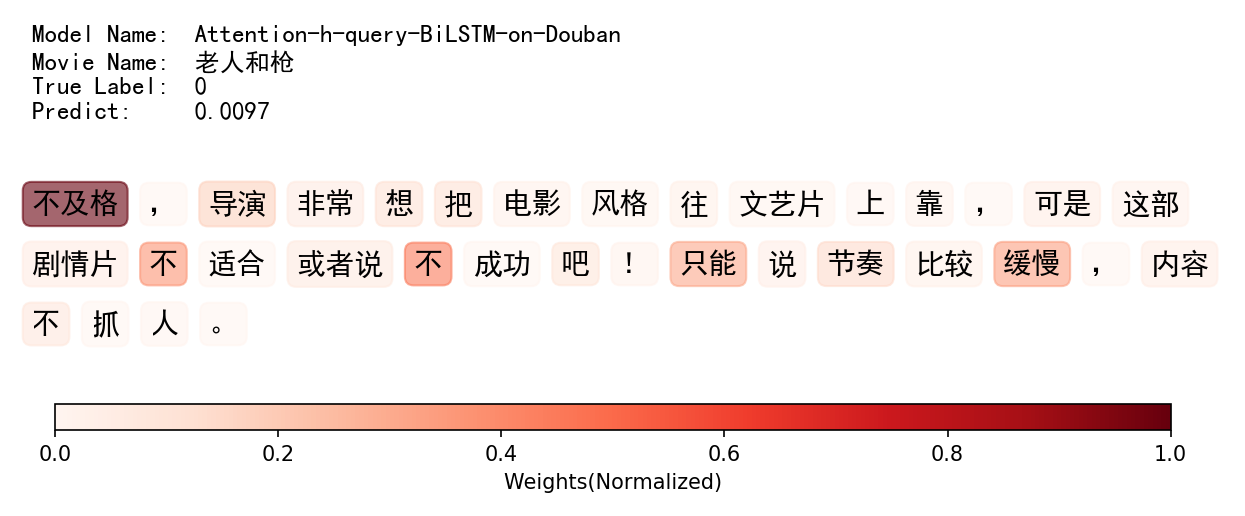 Model Name: Attention-h-query-BiLSTM-on-Douban
Movie Name: 老人和枪
True Label: 0
Predict: 0.0097
不及格 , 导演 非常 想 把 电影 风格 往 文艺片 上 靠 , 可是 这部
剧情片 不 适合 或者说 不 成功 吧 ! 只能 说 节奏 比较 缓慢 , 内容
不 抓 人 。
0.0 0.2 0.4 0.6 0.8 1.0
Weights(Normalized)